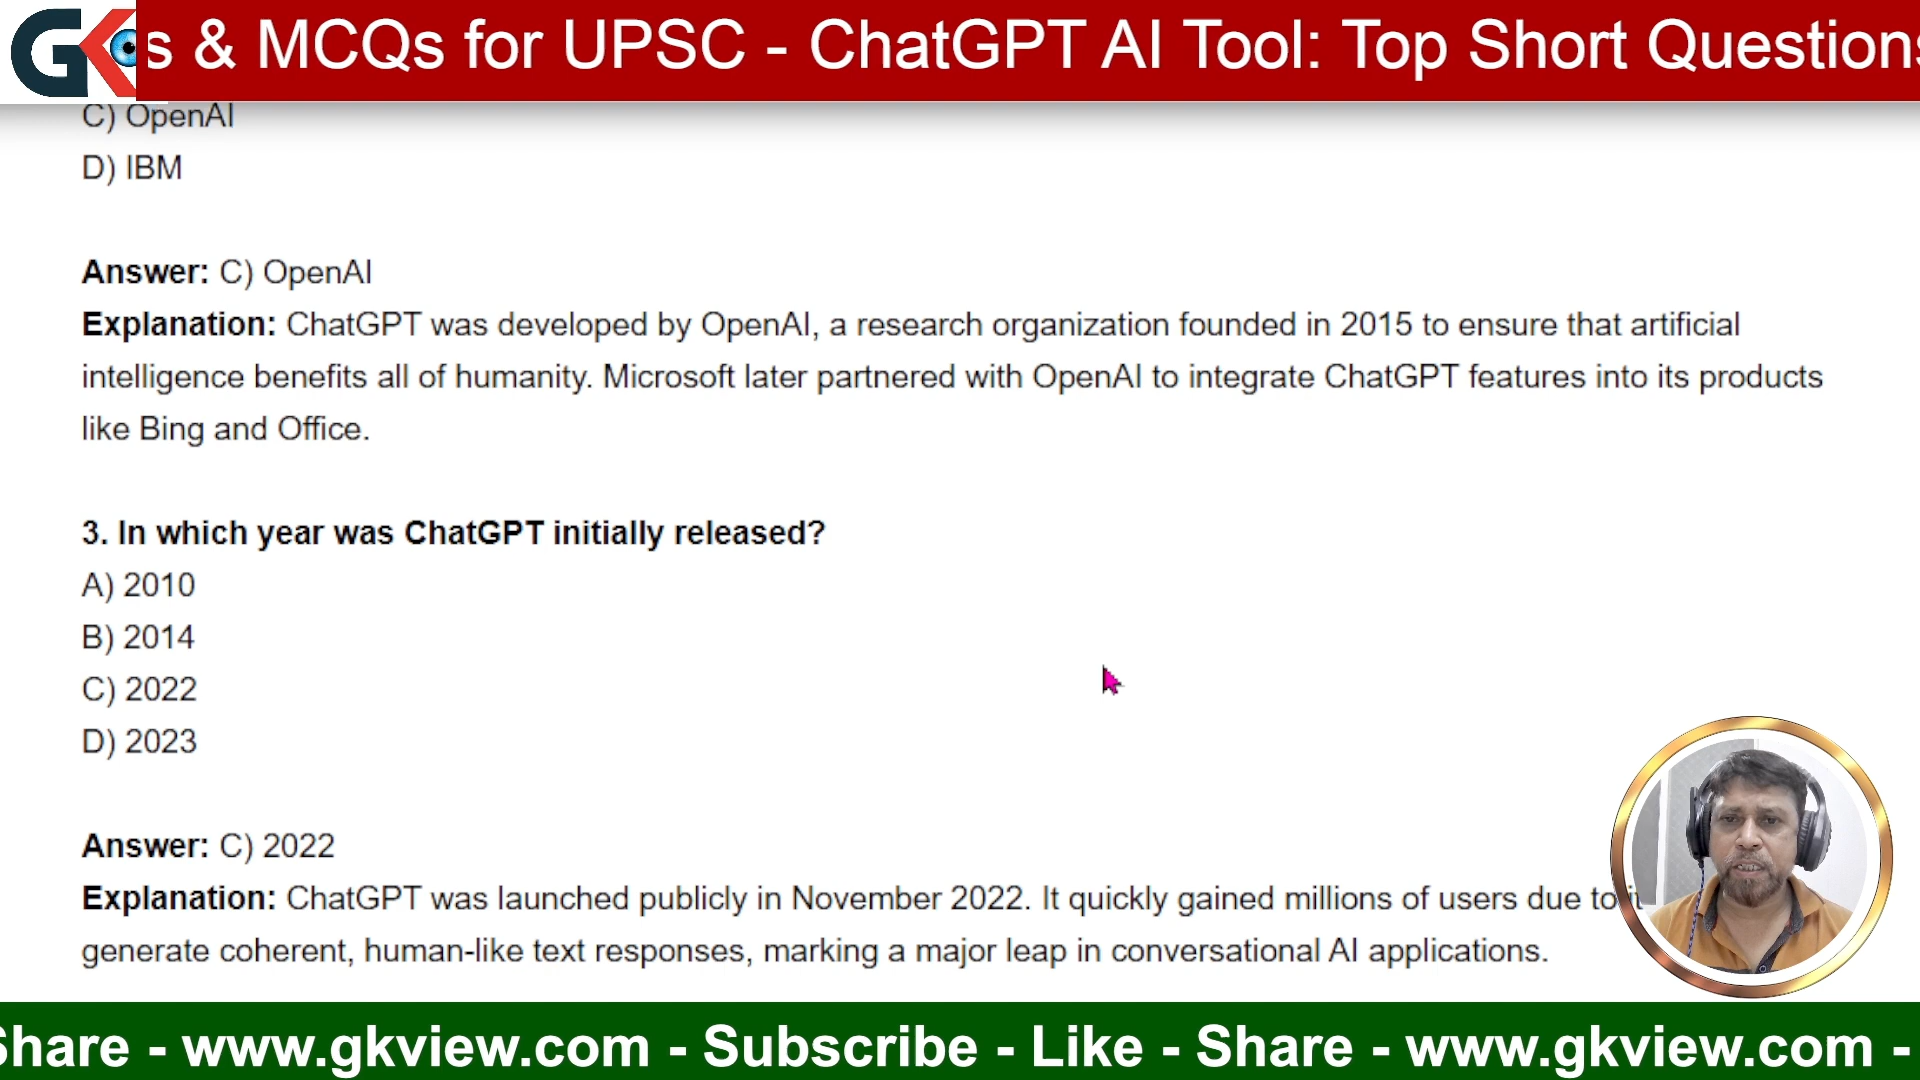 GK
s & MCQs for UPSC - ChatGPT AI Tool: Top Short Questions
C) OpenAI
D) IBM
Answer: C) OpenAI
Explanation: ChatGPT was developed by OpenAI, a research organization founded in 2015 to ensure that artificial
intelligence benefits all of humanity. Microsoft later partnered with OpenAI to integrate ChatGPT features into its products
like Bing and Office.
3. In which year was ChatGPT initially released?
A) 2010
B) 2014
C) 2022
D) 2023
Answer: C) 2022
Explanation: ChatGPT was launched publicly in November 2022. It quickly gained millions of users due to it
generate coherent, human-like text responses, marking a major leap in conversational AI applications.
Share - www.gkview.com - Subscribe - Like - Share - www.gkview.com -